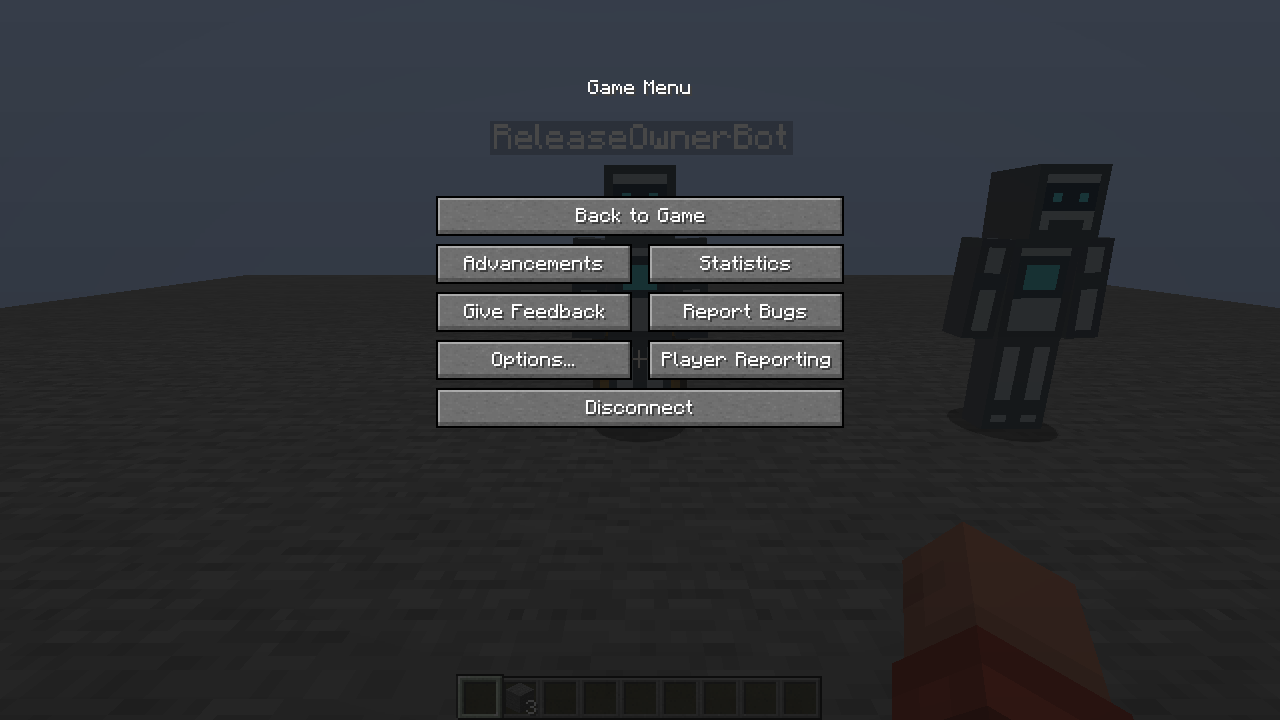 Game Menu
ReleaseOwnerBot
Back to Game
Advancements
Statistics
Give Feedback
Report Bugs
Options...
Player Reporting
Disconnect
3